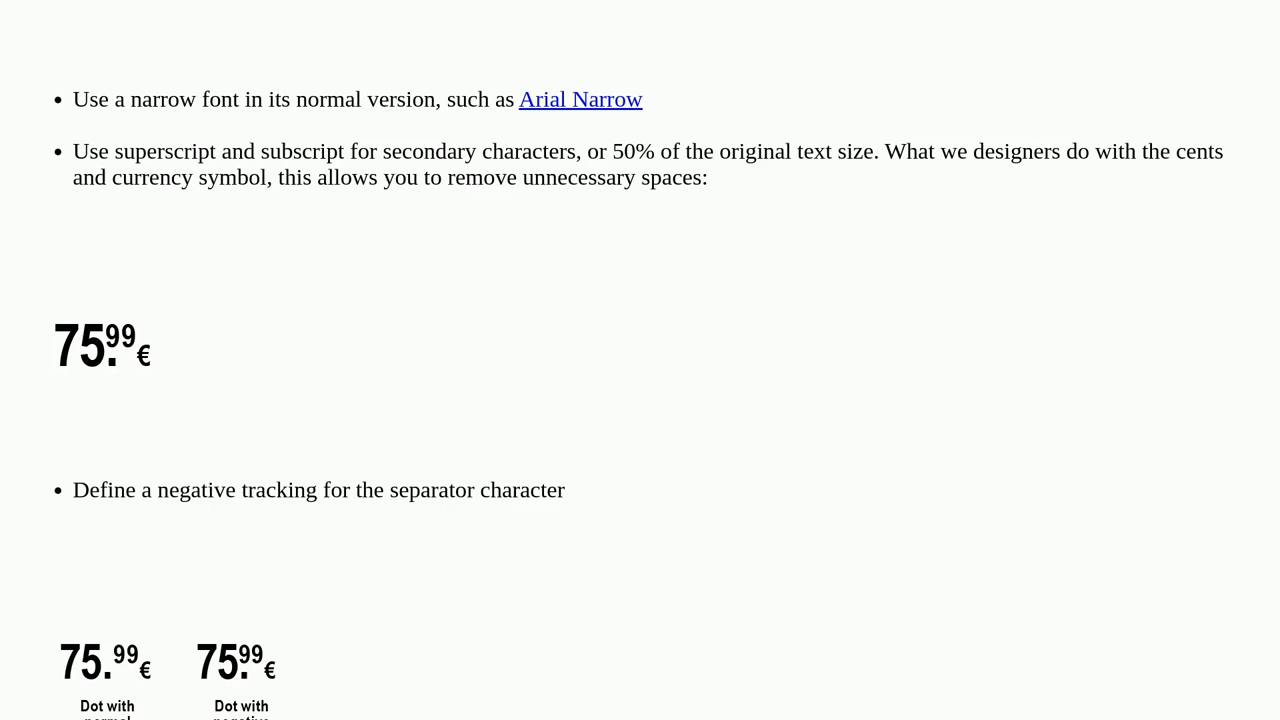 • Use a narrow font in its normal version, such as Arial Narrow
• Use superscript and subscript for secondary characters, or 50% of the original text size. What we designers do with the cents
and currency symbol, this allows you to remove unnecessary spaces:
75.99€
• Define a negative tracking for the separator character
75.99€ 75.99€
Dot with Dot with
normal negative